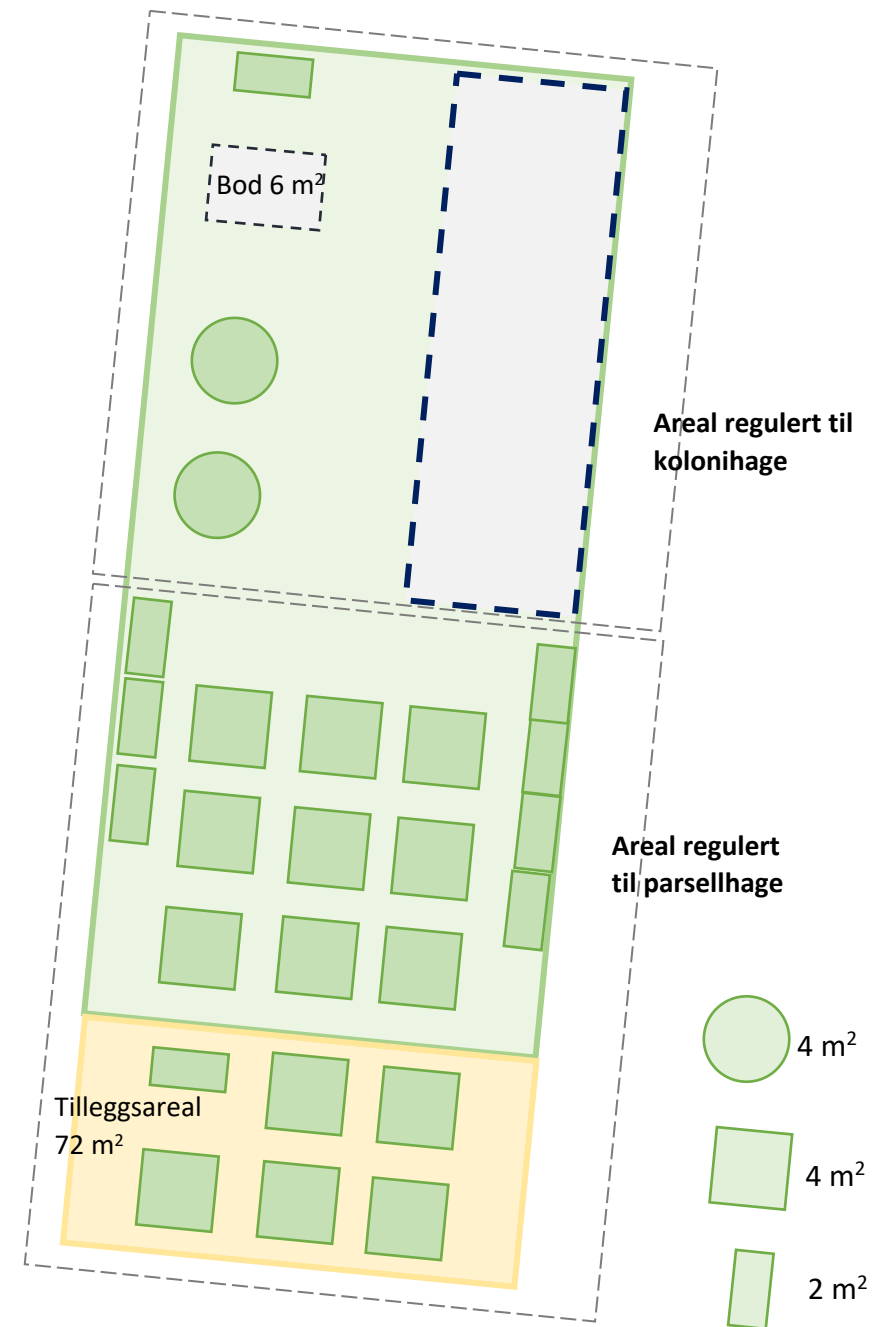 Bod 6 m²
Areal regulert til
kolonihage
Areal regulert
til parsellhage
4 m²
Tilleggsareal
72 m²
4 m²
2 m²